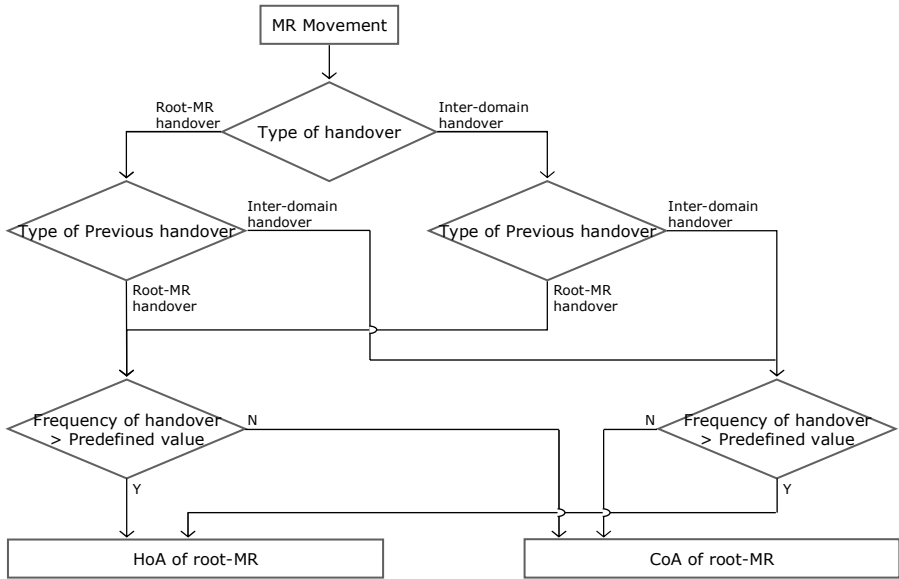 MR Movement
Root-MR
handover
Inter-domain
handover
Type of handover
Type of Previous handover
Inter-domain
handover
Type of Previous handover
Inter-domain
handover
Root-MR
handover
Root-MR
handover
Frequency of handover
> Predefined value
N
N
Frequency of handover
> Predefined value
Y
Y
HoA of root-MR
CoA of root-MR